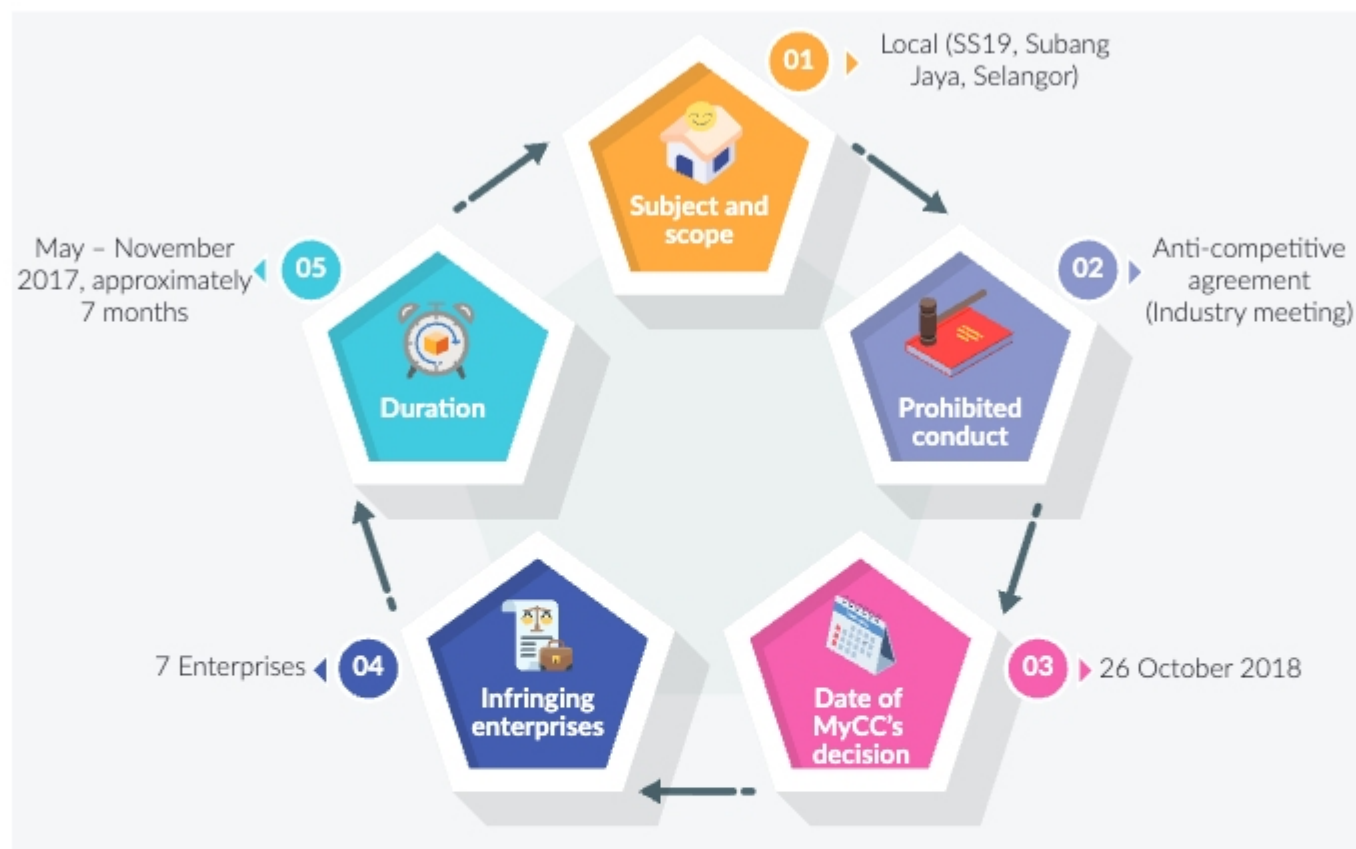 01
Local (SS19, Subang
Jaya, Selangor)
Subject and
scope
02
Anti-competitive
agreement
(Industry meeting)
Prohibited
conduct
03
26 October 2018
Date of
MyCC's
decision
04
7 Enterprises
Infringing
enterprises
05
May – November
2017, approximately
7 months
Duration